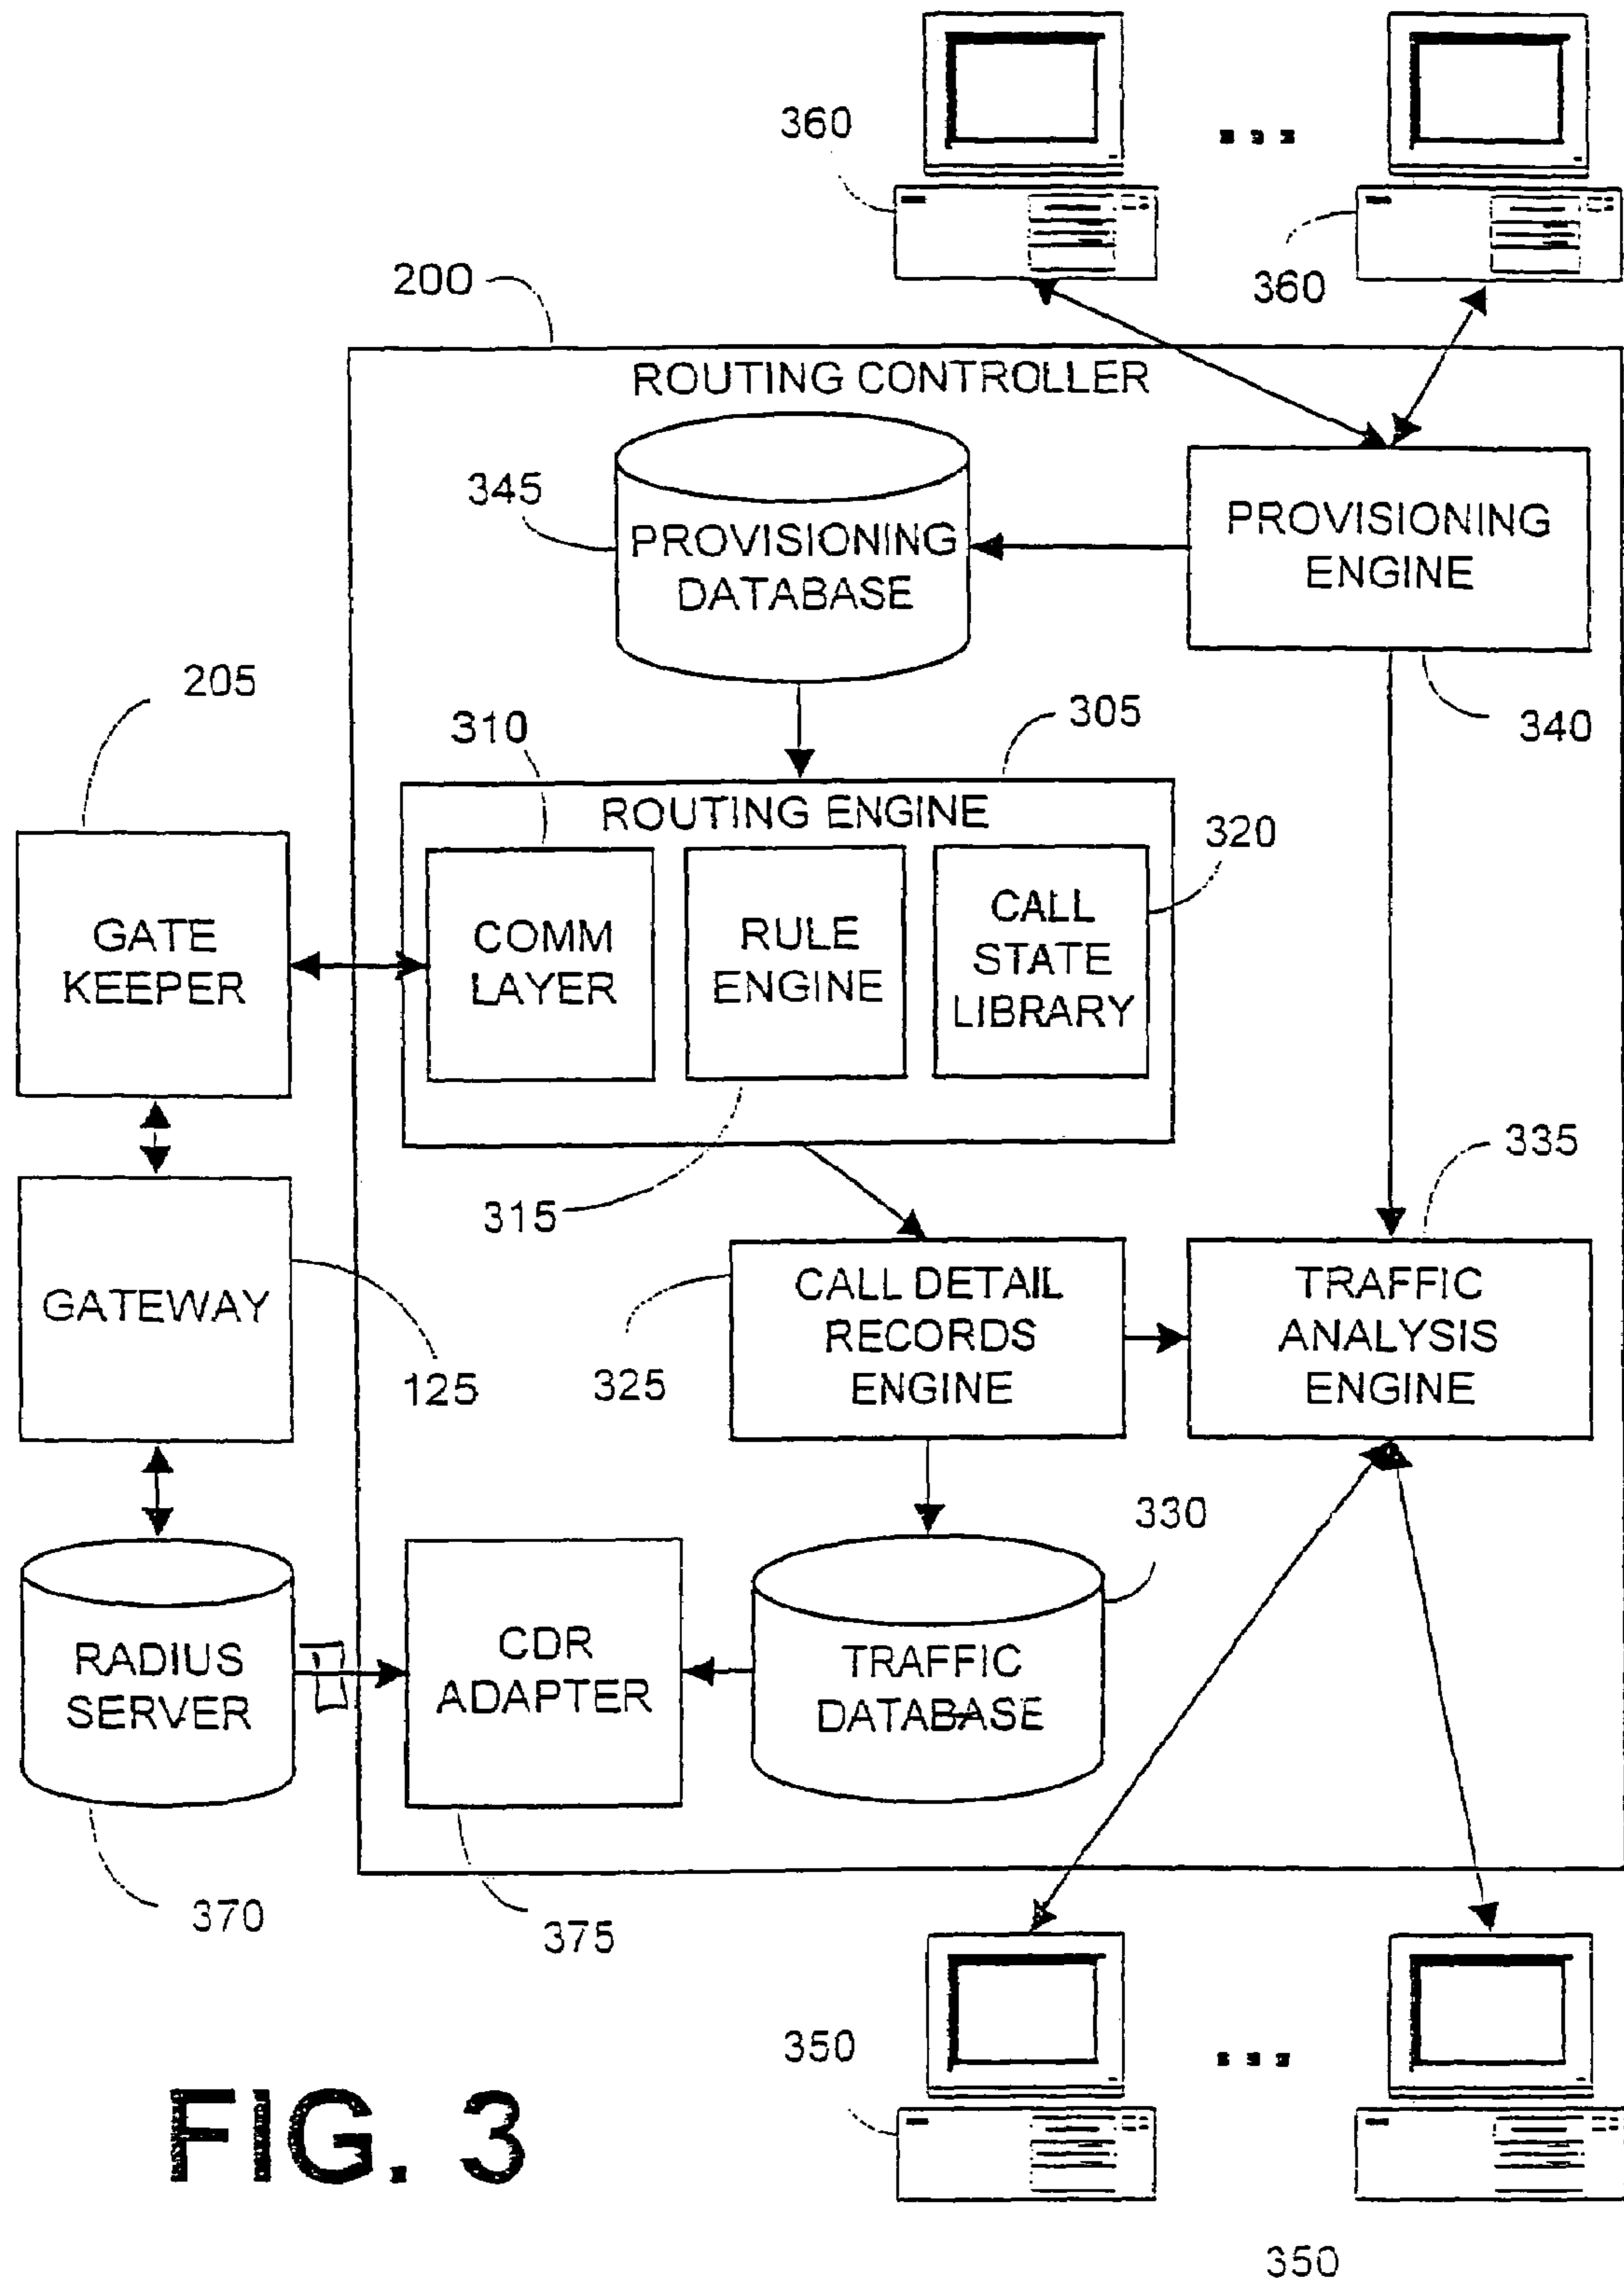 360
360
200
ROUTING CONTROLLER
345
PROVISIONING
DATABASE
PROVISIONING
ENGINE
205
310
305
340
ROUTING ENGINE
320
GATE
KEEPER
COMM
LAYER
RULE
ENGINE
CALL
STATE
LIBRARY
315
335
GATEWAY
125
325
CALL DETAIL
RECORDS
ENGINE
TRAFFIC
ANALYSIS
ENGINE
330
RADIUS
SERVER
CDR
ADAPTER
TRAFFIC
DATABASE
370
375
350
FIG. 3
350